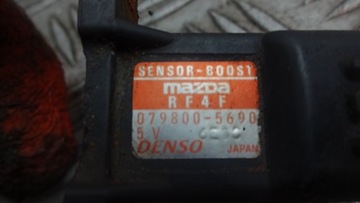 SENSOR-BOOST
mazda
RF4F
079800-5690
5V
DENSO JAPAN